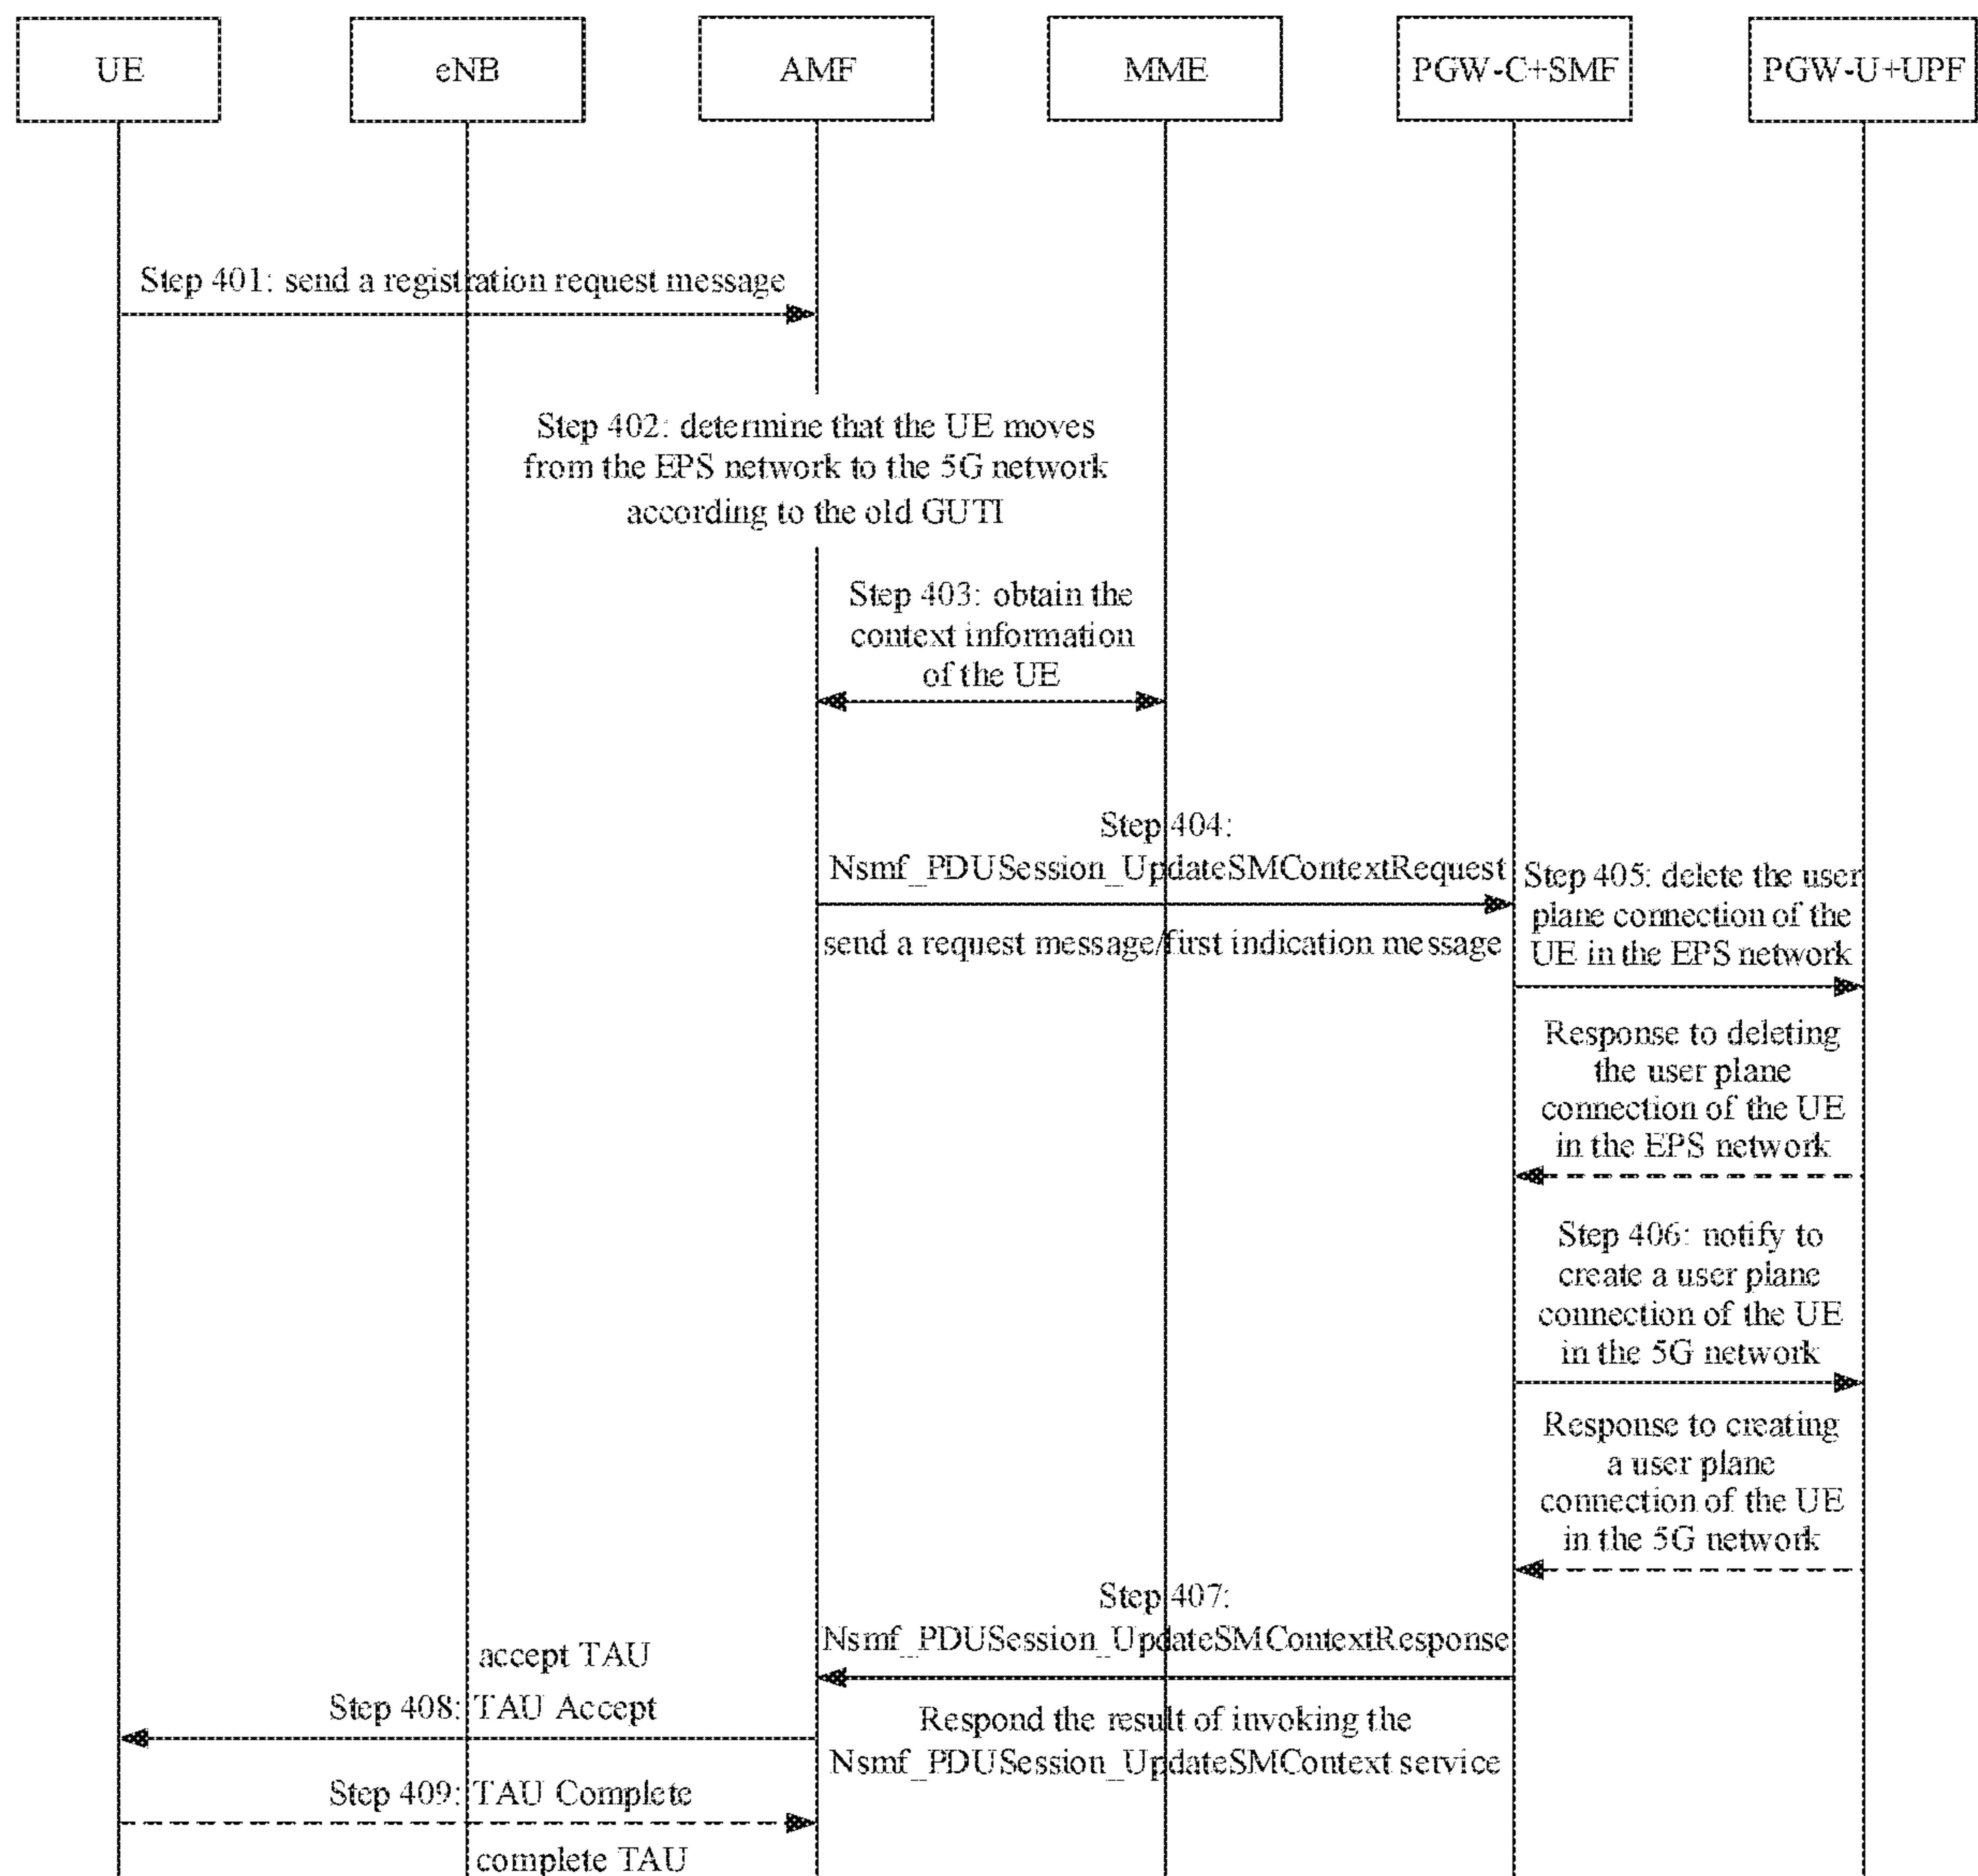 UE
eNB
AMF
MME
PGW-C+SMF
PGW-U+UPF
Step 401: send a registration request message
Step 402: determine that the UE moves
from the EPS network to the 5G network
according to the old GUTI
Step 403: obtain the
context information
of the UE
Step 404:
Nsmf_PDUSession_UpdateSMContextRequest
send a request message/first indication message
Step 405: delete the user
plane connection of the
UE in the EPS network
Response to deleting
the user plane
connection of the UE
in the EPS network
Step 406: notify to
create a user plane
connection of the UE
in the 5G network
Response to creating
a user plane
connection of the UE
in the 5G network
Step 407:
Nsmf_PDUSession_UpdateSMContextResponse
Respond the result of invoking the
Nsmf_PDUSession_UpdateSMContext service
accept TAU
Step 408: TAU Accept
Step 409: TAU Complete
complete TAU